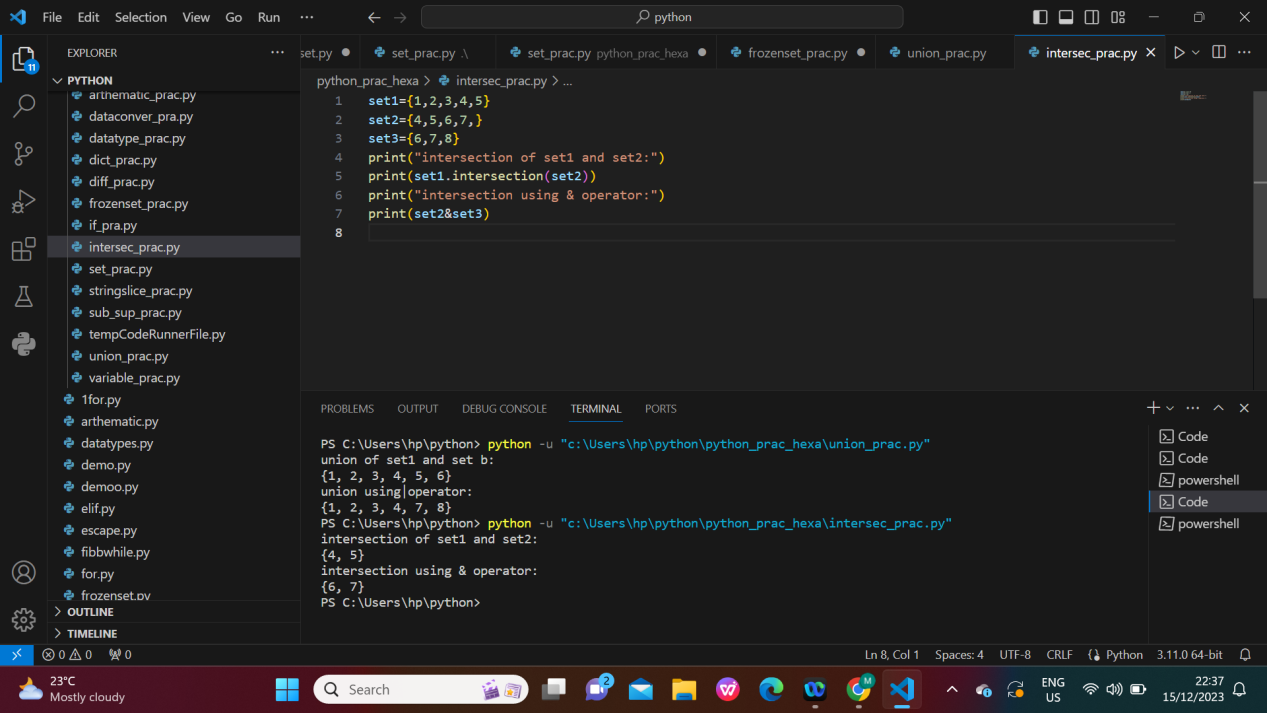 File Edit Selection View Go Run ··· python
EXPLORER ···
set.py set_prac.py .\ set_prac.py python_prac_hexa frozenset_prac.py union_prac.py intersec_prac.py
PYTHON
arthematic_prac.py
dataconver_pra.py
datatype_prac.py
dict_prac.py
diff_prac.py
frozenset_prac.py
if_pra.py
intersec_prac.py
set_prac.py
stringslice_prac.py
sub_sup_prac.py
tempCodeRunnerFile.py
union_prac.py
variable_prac.py
1for.py
arthematic.py
datatypes.py
demo.py
demoo.py
elif.py
escape.py
fibbwhile.py
for.py
frozenset.py
OUTLINE
TIMELINE
11
python_prac_hexa > intersec_prac.py > ...
1 set1={1,2,3,4,5}
2 set2={4,5,6,7,}
3 set3={6,7,8}
4 print("intersection of set1 and set2:")
5 print(set1.intersection(set2))
6 print("intersection using & operator:")
7 print(set2&set3)
8
PROBLEMS OUTPUT DEBUG CONSOLE TERMINAL PORTS
PS C:\Users\hp\python> python -u "c:\Users\hp\python\python_prac_hexa\union_prac.py"
union of set1 and set b:
{1, 2, 3, 4, 5, 6}
union using|operator:
{1, 2, 3, 4, 7, 8}
PS C:\Users\hp\python> python -u "c:\Users\hp\python\python_prac_hexa\intersec_prac.py"
intersection of set1 and set2:
{4, 5}
intersection using & operator:
{6, 7}
PS C:\Users\hp\python>
Code
Code
powershell
Code
powershell
0 0 0 Ln 8, Col 1 Spaces: 4 UTF-8 CRLF Python 3.11.0 64-bit
23°C
Mostly cloudy
Search
2
M
ENG
US
22:37
15/12/2023